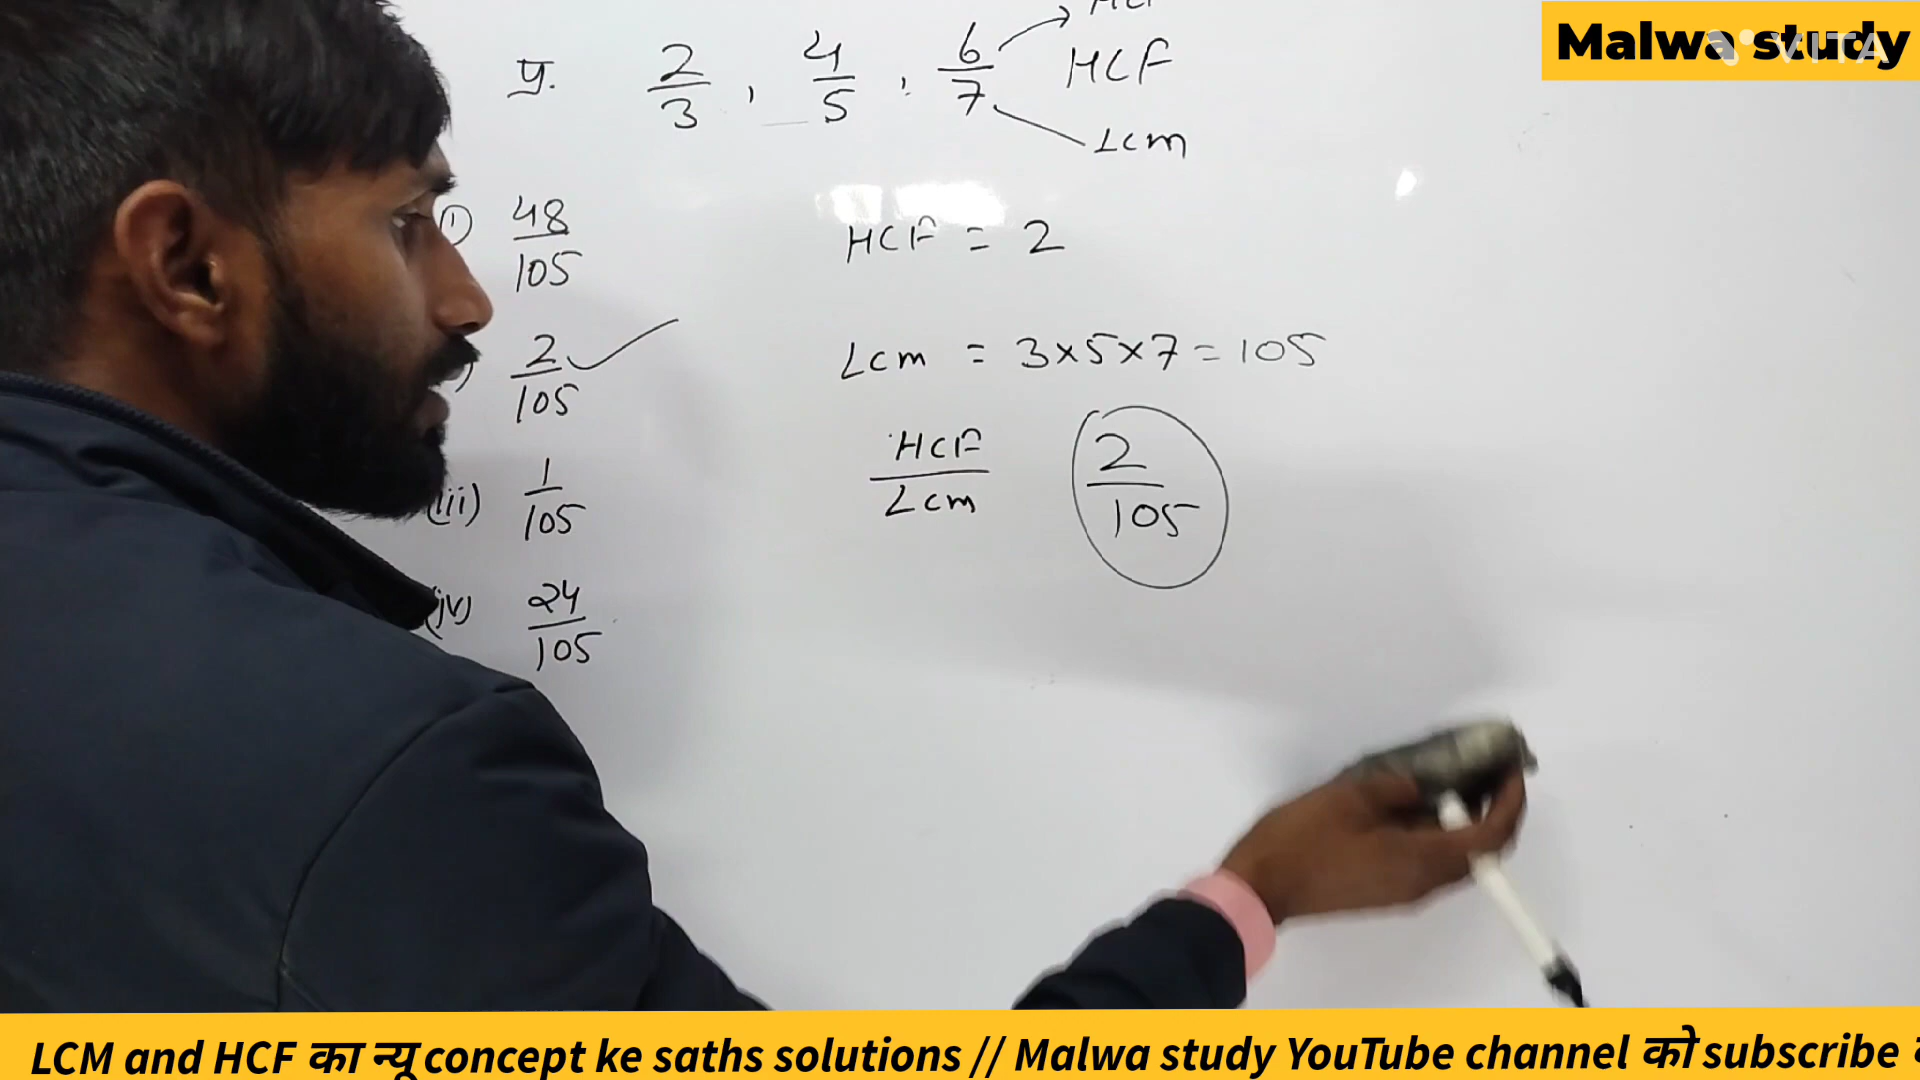 Malwa study
VITA
प्र. 2/3 , 4/5 , 6/7 HCF
LCM
(i) 48/105
HCF = 2
2/105
LCM = 3×5×7 = 105
HCF/LCM 2/105
(iii) 1/105
(iv) 24/105
LCM and HCF का न्यू concept ke saths solutions // Malwa study YouTube channel को subscribe